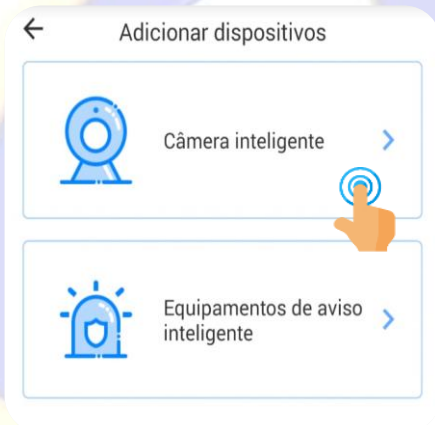 Adicionar dispositivos
Câmera inteligente
Equipamentos de aviso
inteligente